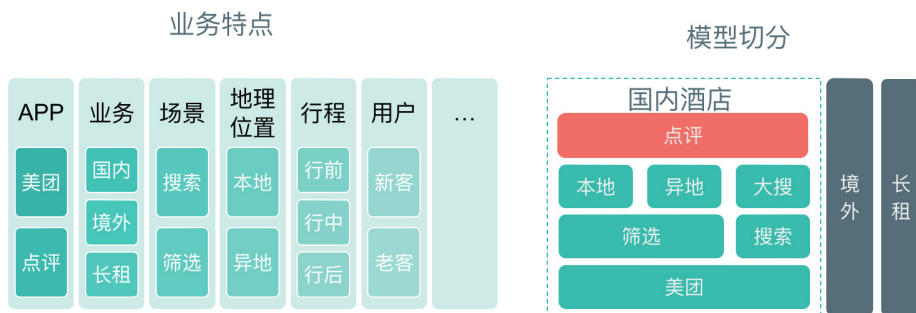 业务特点
模型切分
APP
美团
点评
业务
国内
境外
长租
场景
搜索
筛选
地理
位置
本地
异地
行程
行前
行中
行后
用户
新客
老客
...
国内酒店
点评
本地
异地
大搜
筛选
搜索
美团
境
外
长
租